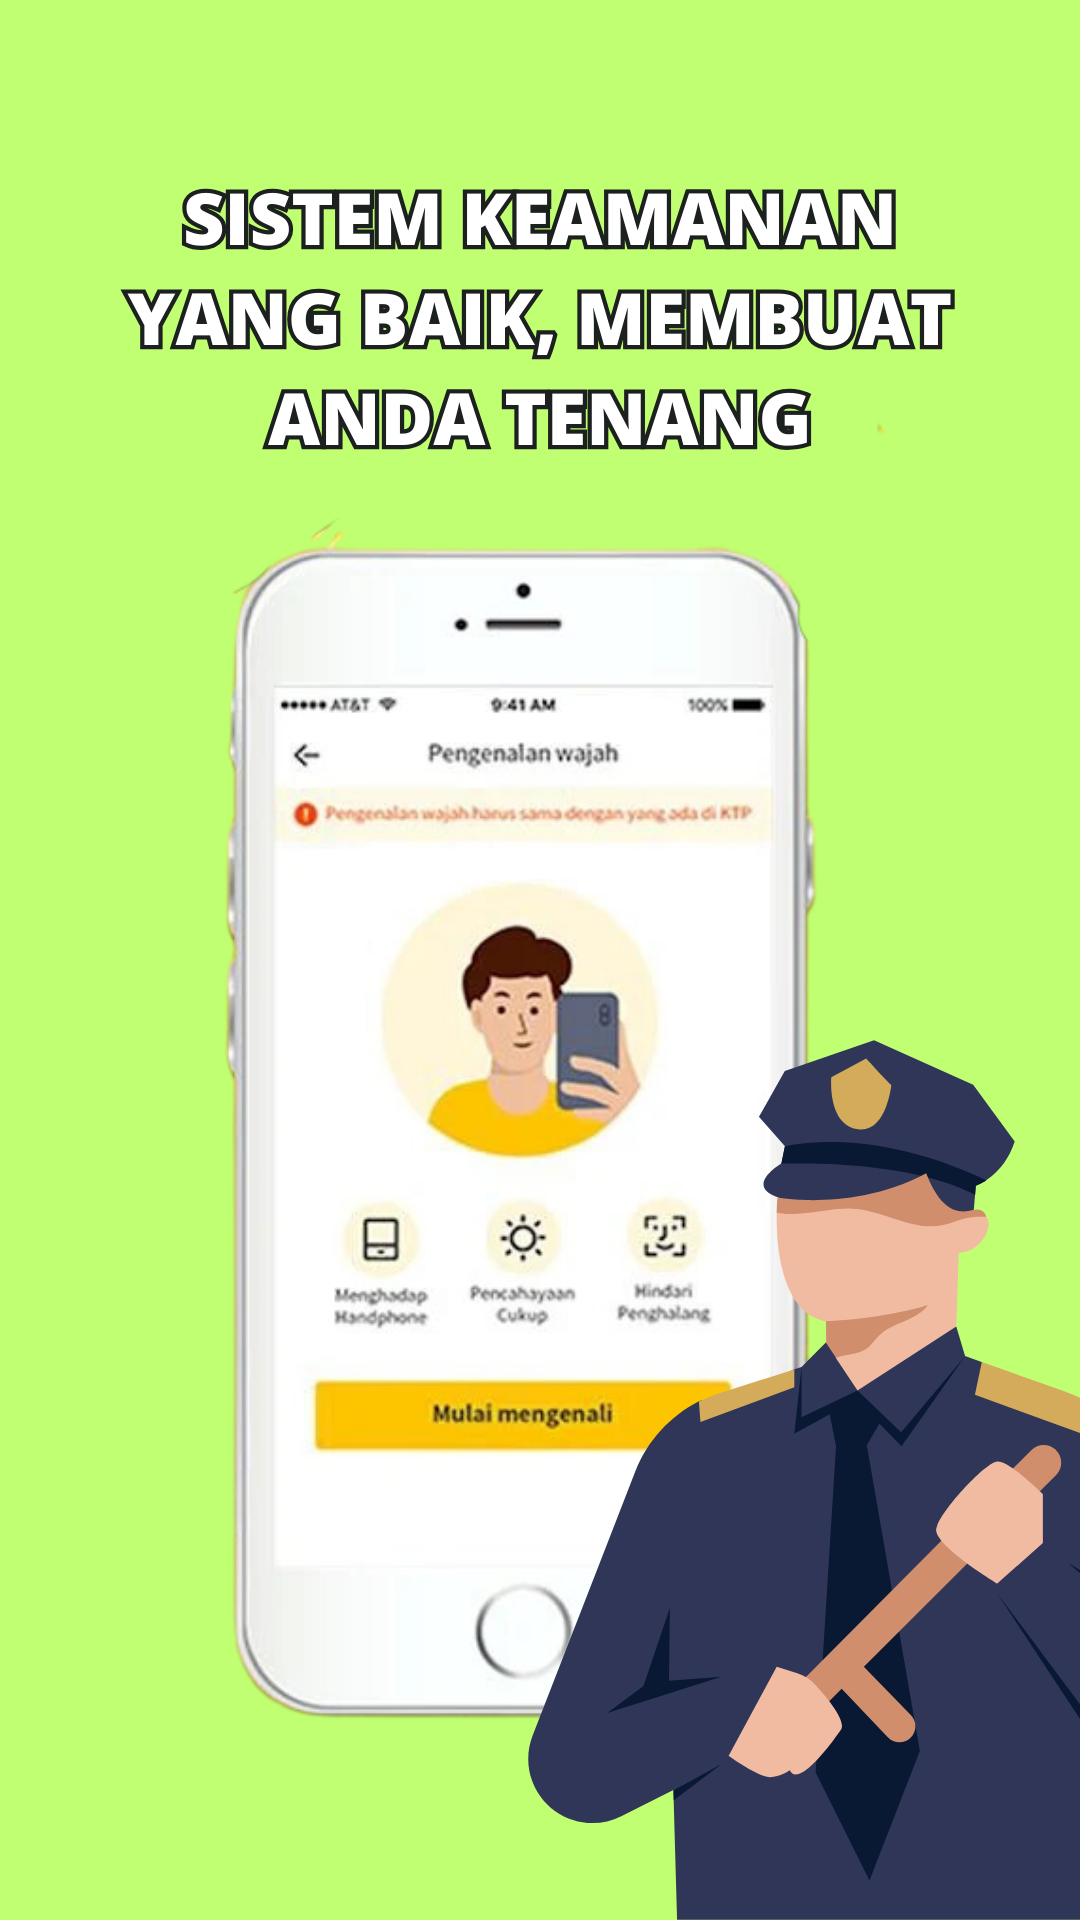 SISTEM KEAMANAN
YANG BAIK, MEMBUAT
ANDA TENANG
AT&T 9:41 AM 100%
Pengenalan wajah
Pengenalan wajah harus sama dengan yang ada di KTP
Menghadap Handphone
Pencahayaan Cukup
Hindari Penghalang
Mulai mengenali